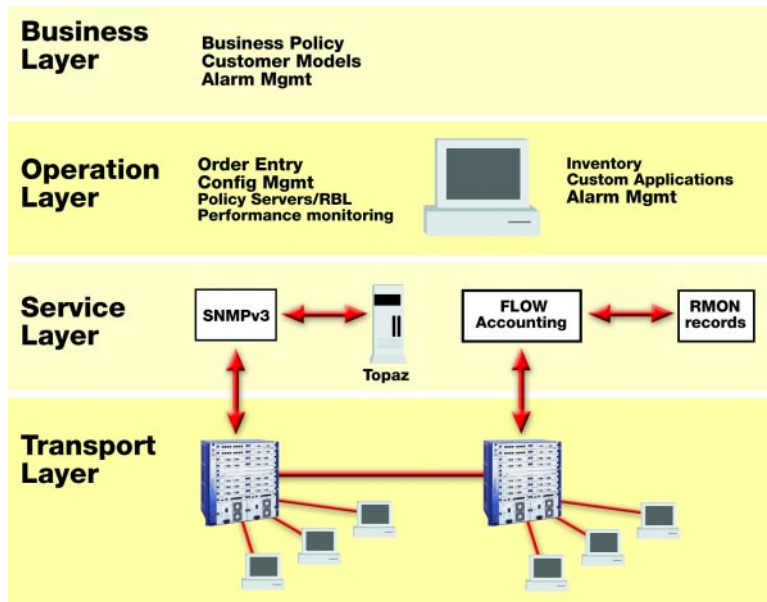 Business
Layer
Business Policy
Customer Models
Alarm Mgmt
Operation
Layer
Order Entry
Config Mgmt
Policy Servers/RBL
Performance monitoring
Inventory
Custom Applications
Alarm Mgmt
Service
Layer
SNMPv3
Topaz
FLOW
Accounting
RMON
records
Transport
Layer